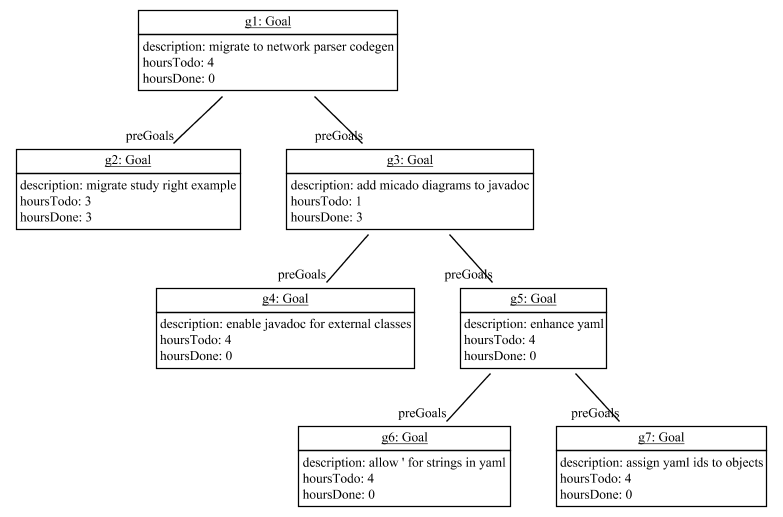 g1: Goal
description: migrate to network parser codegen
hoursTodo: 4
hoursDone: 0
preGoals
preGoals
g2: Goal
description: migrate study right example
hoursTodo: 3
hoursDone: 3
g3: Goal
description: add micado diagrams to javadoc
hoursTodo: 1
hoursDone: 3
preGoals
preGoals
g4: Goal
description: enable javadoc for external classes
hoursTodo: 4
hoursDone: 0
g5: Goal
description: enhance yaml
hoursTodo: 4
hoursDone: 0
preGoals
preGoals
g6: Goal
description: allow ' for strings in yaml
hoursTodo: 4
hoursDone: 0
g7: Goal
description: assign yaml ids to objects
hoursTodo: 4
hoursDone: 0